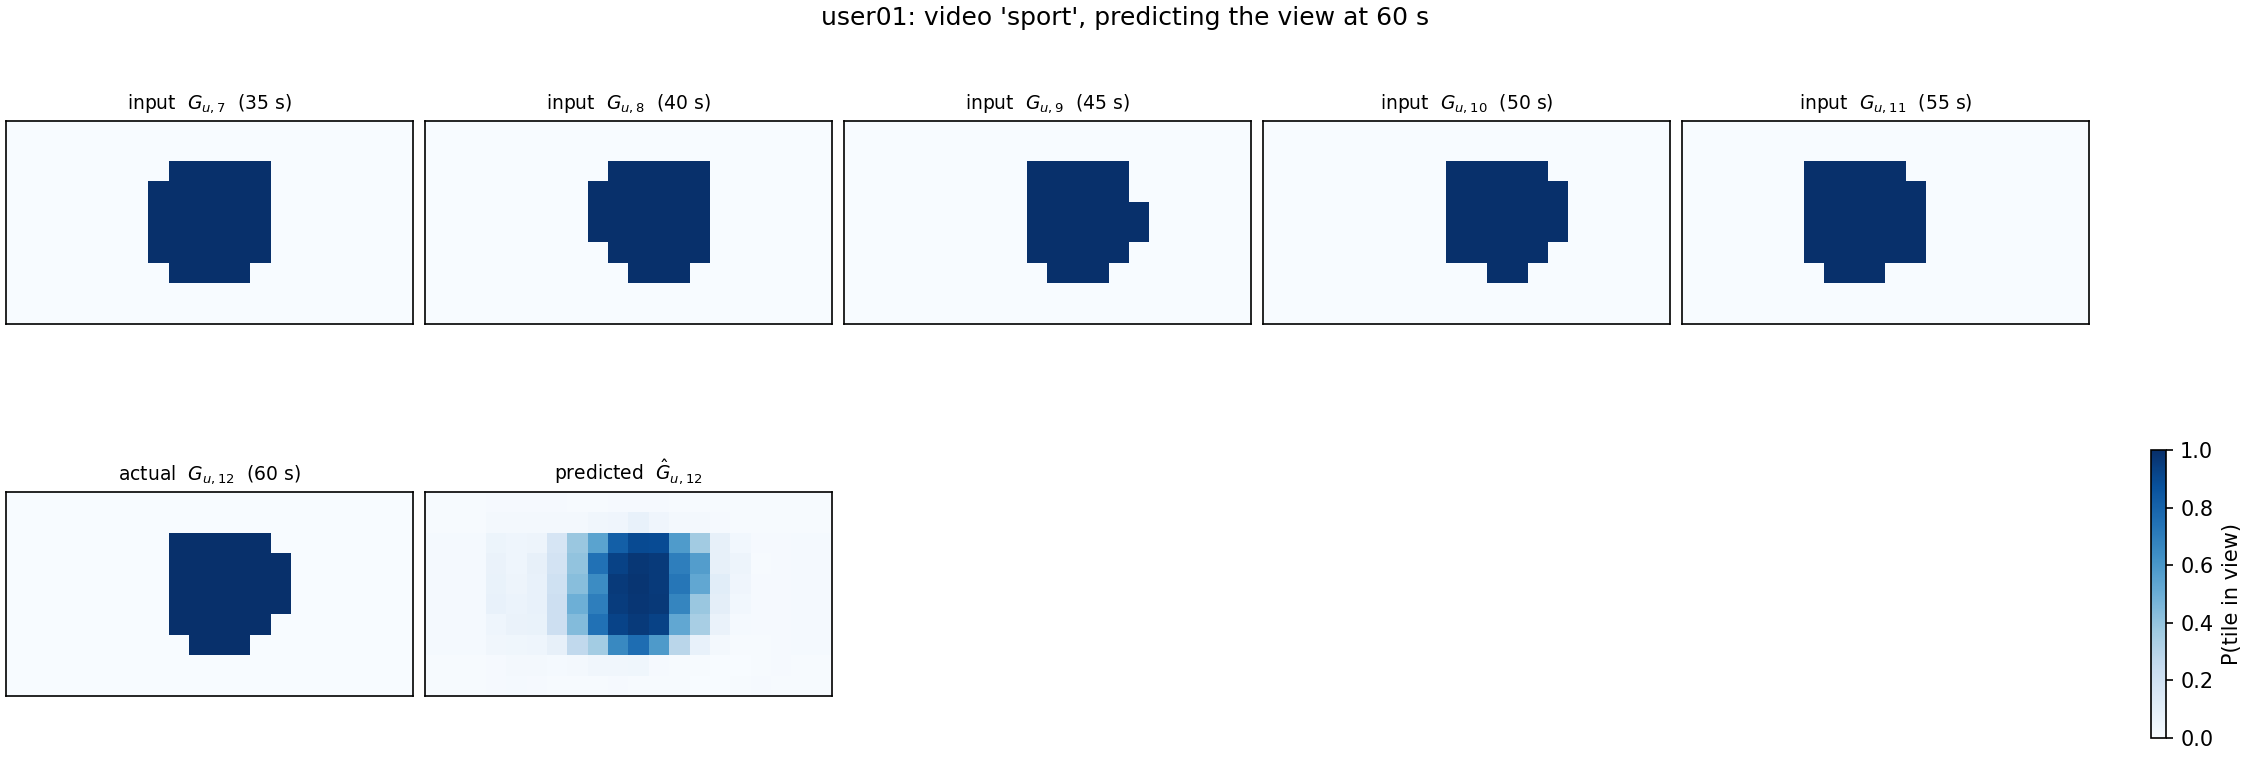 user01: video 'sport', predicting the view at 60 s
input G_{u,7} (35 s)
input G_{u,8} (40 s)
input G_{u,9} (45 s)
input G_{u,10} (50 s)
input G_{u,11} (55 s)
actual G_{u,12} (60 s)
predicted Ĝ_{u,12}
1.0
0.8
0.6
0.4
0.2
0.0
P(tile in view)